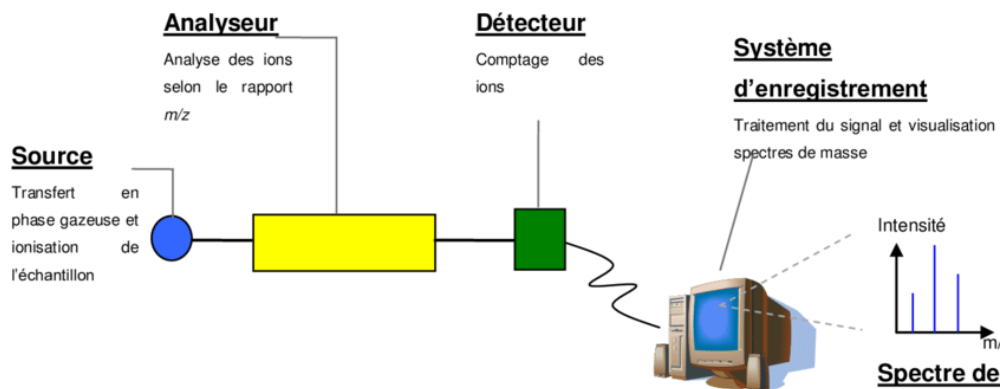 Analyseur
Analyse des ions
selon le rapport
m/z
Détecteur
Comptage des
ions
Système
d'enregistrement
Traitement du signal et visualisation
spectres de masse
Source
Transfert en
phase gazeuse et
ionisation de
l'échantillon
Intensité
m/
Spectre de